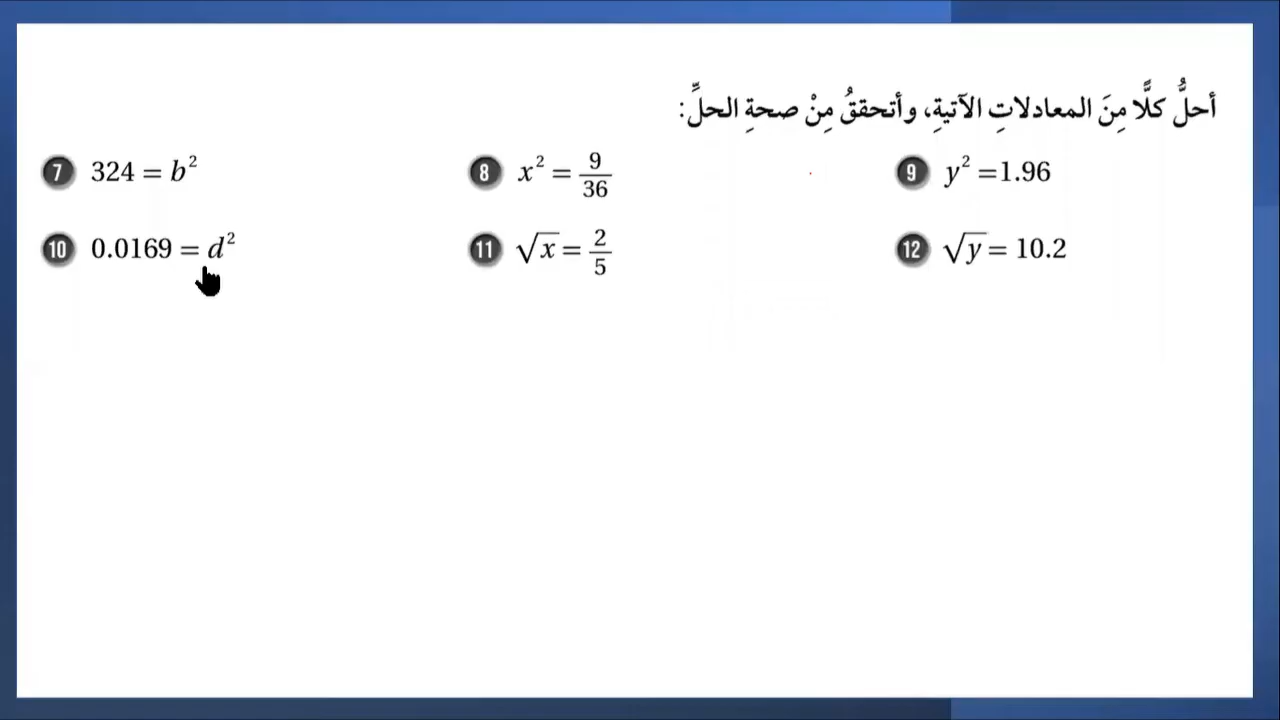 أحلُّ كلًّا مِنَ المعادلاتِ الآتيةِ، وأتحققُ مِنْ صحةِ الحلِّ:
7 324 = b² 8 x² = 9/36 9 y² =1.96
10 0.0169 = d² 11 √x = 2/5 12 √y = 10.2